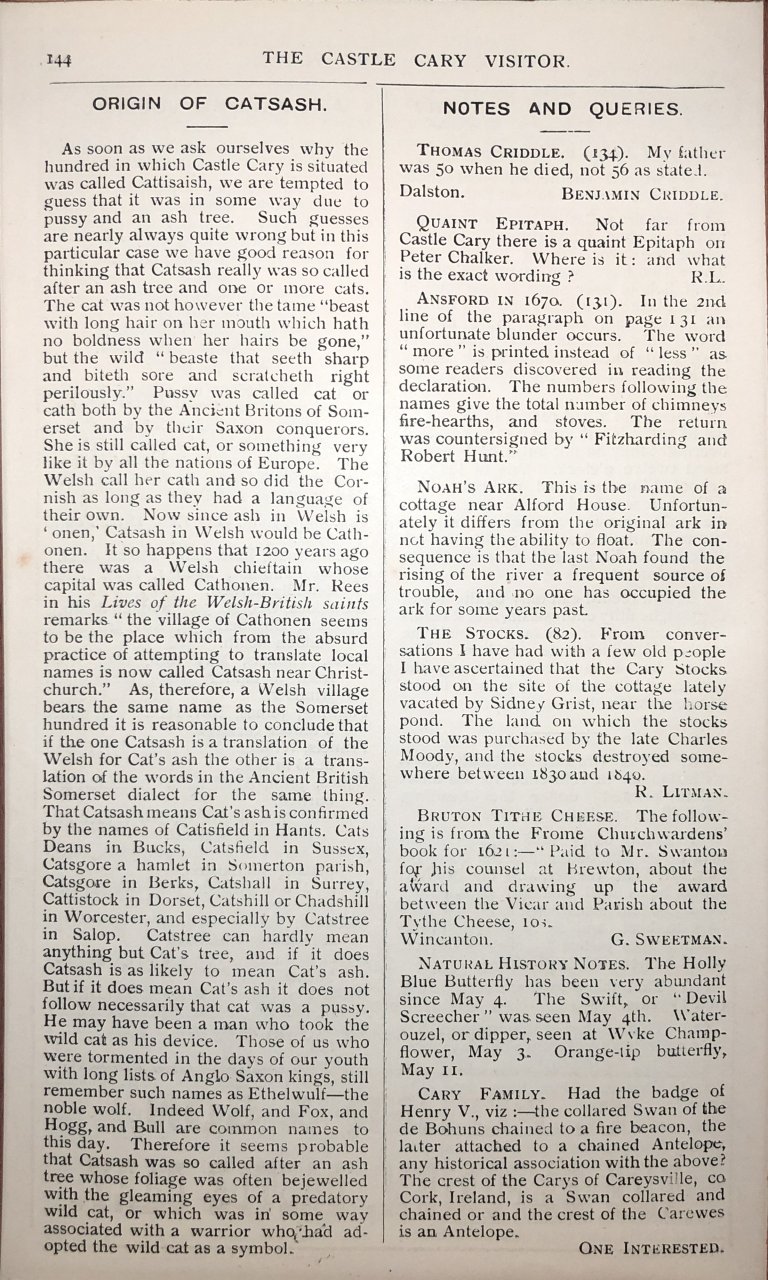 144
THE CASTLE CARY VISITOR.
ORIGIN OF CATSASH.
As soon as we ask ourselves why the
hundred in which Castle Cary is situated
was called Cattisaish, we are tempted to
guess that it was in some way due to
pussy and an ash tree. Such guesses
are nearly always quite wrong but in this
particular case we have good reason for
thinking that Catsash really was so called
after an ash tree and one or more cats.
The cat was not however the tame "beast
with long hair on her mouth which hath
no boldness when her hairs be gone,"
but the wild " beaste that seeth sharp
and biteth sore and scratcheth right
perilously." Pussy was called cat or
cath both by the Ancient Britons of Som-
erset and by their Saxon conquerors.
She is still called cat, or something very
like it by all the nations of Europe. The
Welsh call her cath and so did the Cor-
nish as long as they had a language of
their own. Now since ash in Welsh is
' onen,' Catsash in Welsh would be Cath-
onen. It so happens that 1200 years ago
there was a Welsh chieftain whose
capital was called Cathonen. Mr. Rees
in his Lives of the Welsh-British saints
remarks " the village of Cathonen seems
to be the place which from the absurd
practice of attempting to translate local
names is now called Catsash near Christ-
church." As, therefore, a Welsh village
bears the same name as the Somerset
hundred it is reasonable to conclude that
if the one Catsash is a translation of the
Welsh for Cat's ash the other is a trans-
lation of the words in the Ancient British
Somerset dialect for the same thing.
That Catsash means Cat's ash is confirmed
by the names of Catisfield in Hants. Cats
Deans in Bucks, Catsfield in Sussex,
Catsgore a hamlet in Somerton parish,
Catsgore in Berks, Catshall in Surrey,
Cattistock in Dorset, Catshill or Chadshill
in Worcester, and especially by Catstree
in Salop. Catstree can hardly mean
anything but Cat's tree, and if it does
Catsash is as likely to mean Cat's ash.
But if it does mean Cat's ash it does not
follow necessarily that cat was a pussy.
He may have been a man who took the
wild cat as his device. Those of us who
were tormented in the days of our youth
with long lists of Anglo Saxon kings, still
remember such names as Ethelwulf—the
noble wolf. Indeed Wolf, and Fox, and
Hogg, and Bull are common names to
this day. Therefore it seems probable
that Catsash was so called after an ash
tree whose foliage was often bejewelled
with the gleaming eyes of a predatory
wild cat, or which was in some way
associated with a warrior who had ad-
opted the wild cat as a symbol.
NOTES AND QUERIES.
THOMAS CRIDDLE. (134). My father
was 50 when he died, not 56 as stated.
Dalston. BENJAMIN CRIDDLE.
QUAINT EPITAPH. Not far from
Castle Cary there is a quaint Epitaph on
Peter Chalker. Where is it: and what
is the exact wording ? R.L.
ANSFORD IN 1670. (131). In the 2nd
line of the paragraph on page 131 an
unfortunate blunder occurs. The word
" more " is printed instead of " less " as
some readers discovered in reading the
declaration. The numbers following the
names give the total number of chimneys
fire-hearths, and stoves. The return
was countersigned by " Fitzharding and
Robert Hunt."
NOAH'S ARK. This is the name of a
cottage near Alford House. Unfortun-
ately it differs from the original ark in
not having the ability to float. The con-
sequence is that the last Noah found the
rising of the river a frequent source of
trouble, and no one has occupied the
ark for some years past.
THE STOCKS. (82). From conver-
sations I have had with a few old people
I have ascertained that the Cary Stocks
stood on the site of the cottage lately
vacated by Sidney Grist, near the horse
pond. The land on which the stocks
stood was purchased by the late Charles
Moody, and the stocks destroyed some-
where between 1830 and 1840.
R. LITMAN.
BRUTON TITHE CHEESE. The follow-
ing is from the Frome Churchwardens'
book for 1621:—" Paid to Mr. Swanton
for his counsel at Brewton, about the
award and drawing up the award
between the Vicar and Parish about the
Tythe Cheese, 10s.
Wincanton. G. SWEETMAN.
NATURAL HISTORY NOTES. The Holly
Blue Butterfly has been very abundant
since May 4. The Swift, or " Devil
Screecher " was seen May 4th. Water-
ouzel, or dipper, seen at Wyke Champ-
flower, May 3. Orange-tip butterfly,
May 11.
CARY FAMILY. Had the badge of
Henry V., viz :—the collared Swan of the
de Bohuns chained to a fire beacon, the
latter attached to a chained Antelope,
any historical association with the above?
The crest of the Carys of Careysville, co
Cork, Ireland, is a Swan collared and
chained or and the crest of the Carewes
is an Antelope.
ONE INTERESTED.